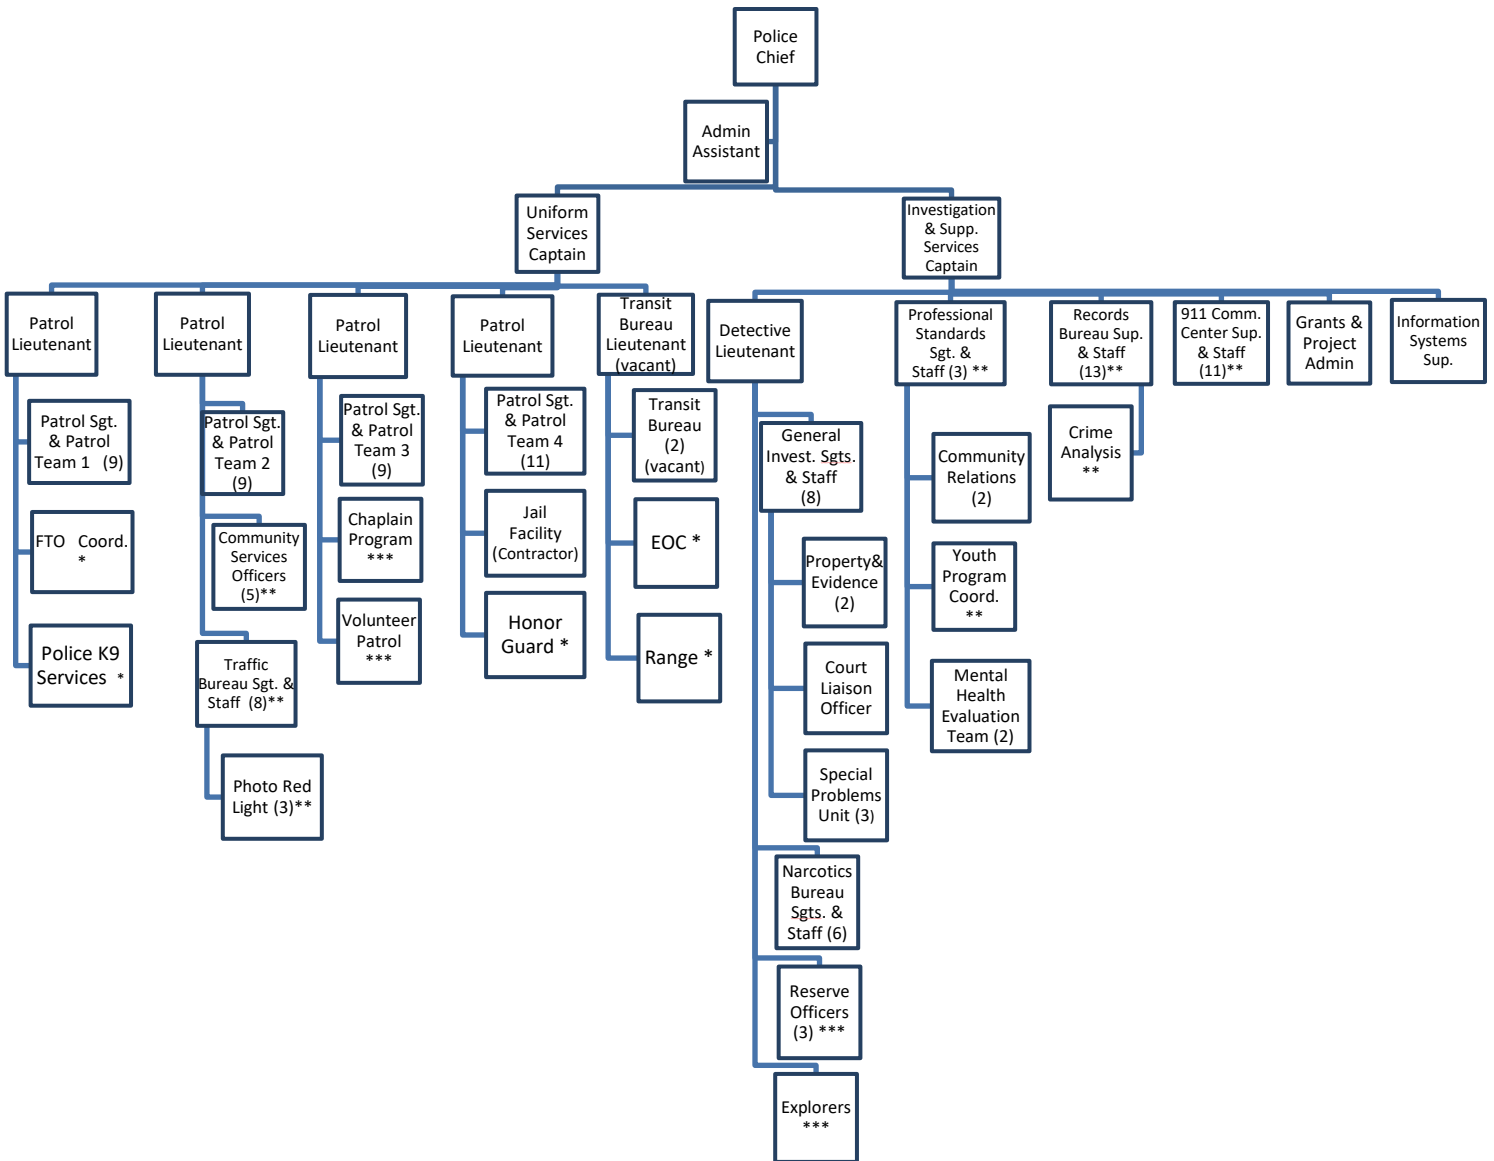 Police
Chief
Admin
Assistant
Uniform
Services
Captain
Investigation
& Supp.
Services
Captain
Patrol
Lieutenant
Patrol
Lieutenant
Patrol
Lieutenant
Patrol
Lieutenant
Transit
Bureau
Lieutenant
(vacant)
Detective
Lieutenant
Professional
Standards
Sgt. &
Staff (3) **
Records
Bureau Sup.
& Staff
(13)**
911 Comm.
Center Sup.
& Staff
(11)**
Grants &
Project
Admin
Information
Systems
Sup.
Patrol Sgt.
& Patrol
Team 1 (9)
FTO Coord.
*
Police K9
Services *
Patrol Sgt.
& Patrol
Team 2
(9)
Community
Services
Officers
(5)**
Traffic
Bureau Sgt. &
Staff (8)**
Photo Red
Light (3)**
Patrol Sgt.
& Patrol
Team 3
(9)
Chaplain
Program
***
Volunteer
Patrol
***
Patrol Sgt.
& Patrol
Team 4
(11)
Jail
Facility
(Contractor)
Honor
Guard *
Transit
Bureau
(2)
(vacant)
EOC *
Range *
General
Invest. Sgts.
& Staff
(8)
Property&
Evidence
(2)
Court
Liaison
Officer
Special
Problems
Unit (3)
Narcotics
Bureau
Sgts. &
Staff (6)
Reserve
Officers
(3) ***
Explorers
***
Community
Relations
(2)
Youth
Program
Coord.
**
Mental
Health
Evaluation
Team (2)
Crime
Analysis
**